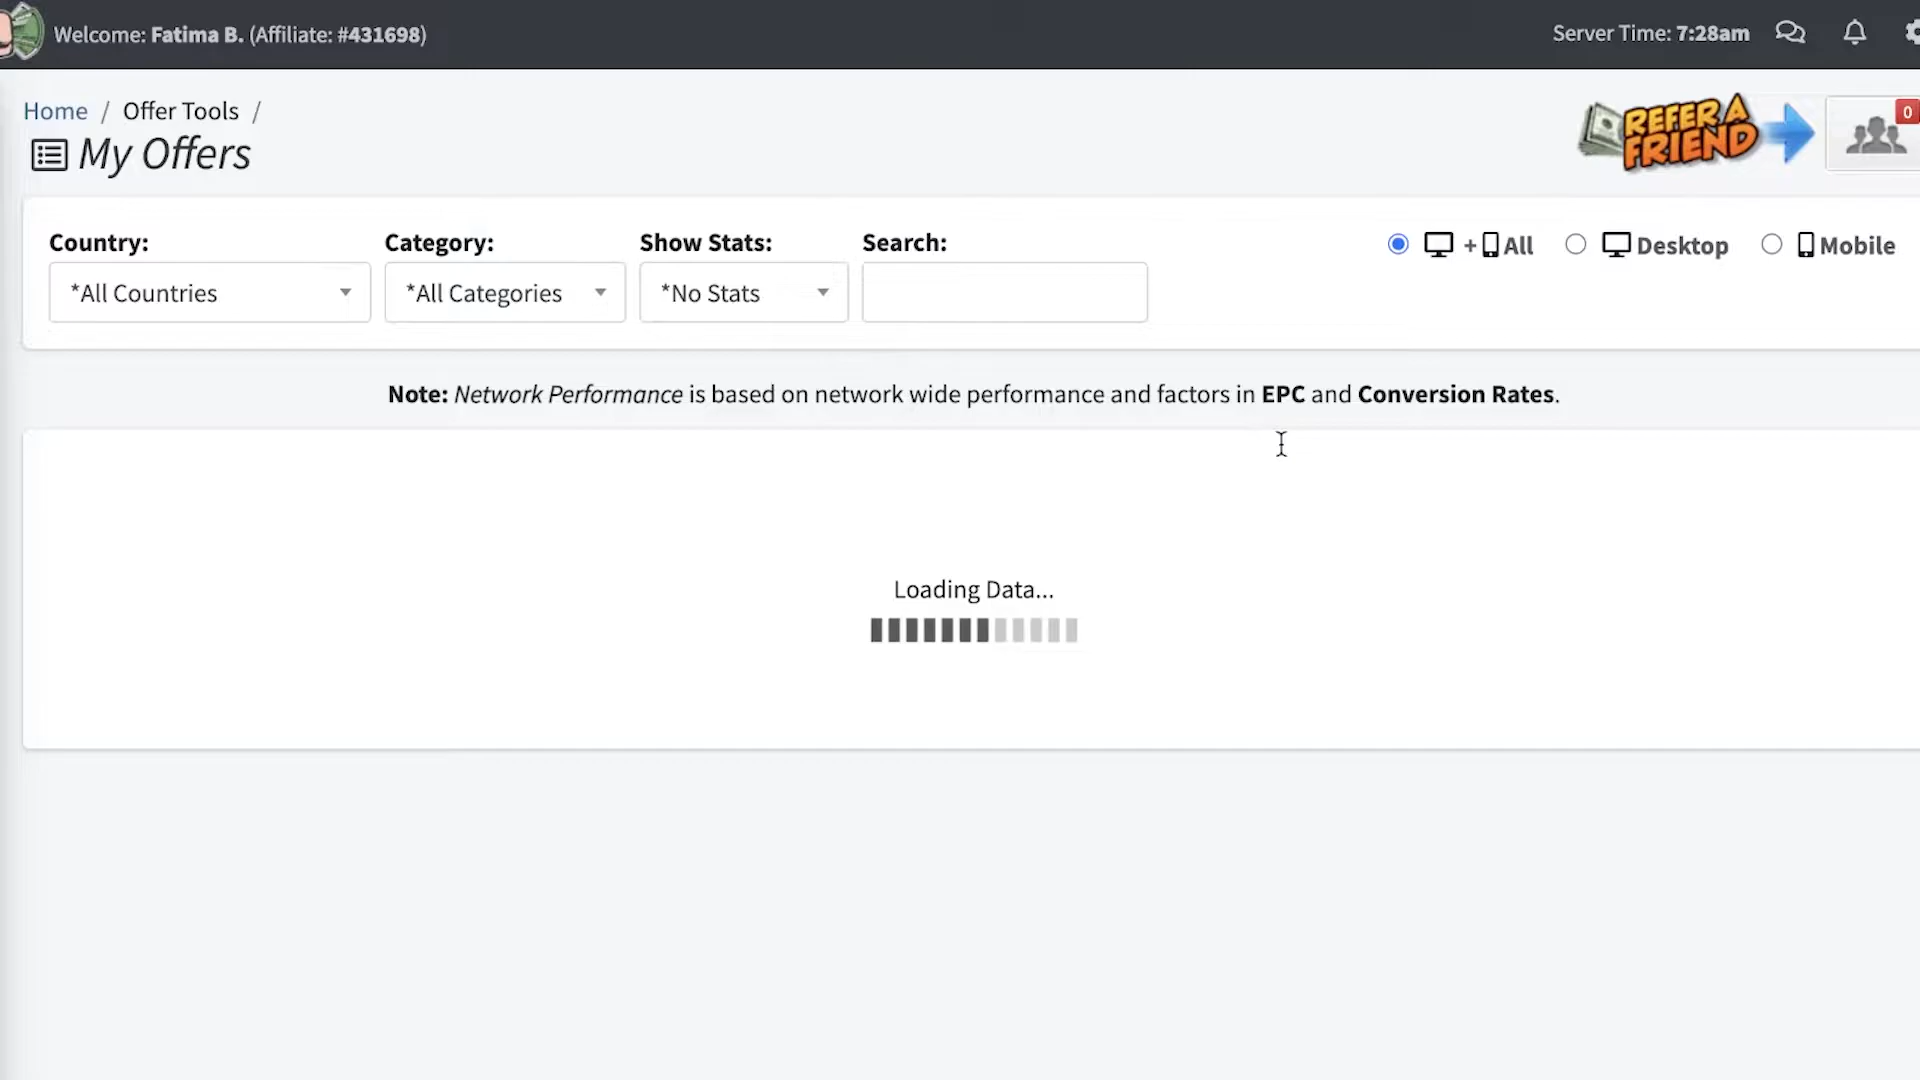 Welcome: Fatima B. (Affiliate: #431698)
Server Time: 7:28am
Home / Offer Tools /
My Offers
REFER A
FRIEND
0
Country:
Category:
Show Stats:
Search:
+ All
Desktop
Mobile
*All Countries
*All Categories
*No Stats
Note: Network Performance is based on network wide performance and factors in EPC and Conversion Rates.
Loading Data...